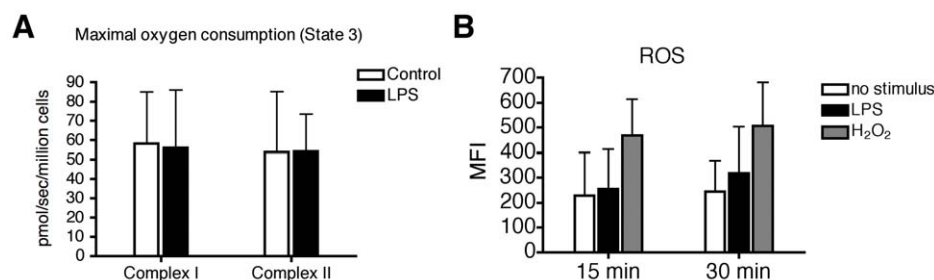 A
Maximal oxygen consumption (State 3)
Control
LPS
pmol/sec/million cells
90
80
70
60
50
40
30
20
10
0
Complex I
Complex II
B
ROS
no stimulus
LPS
H₂O₂
MFI
700
600
500
400
300
200
100
0
15 min
30 min